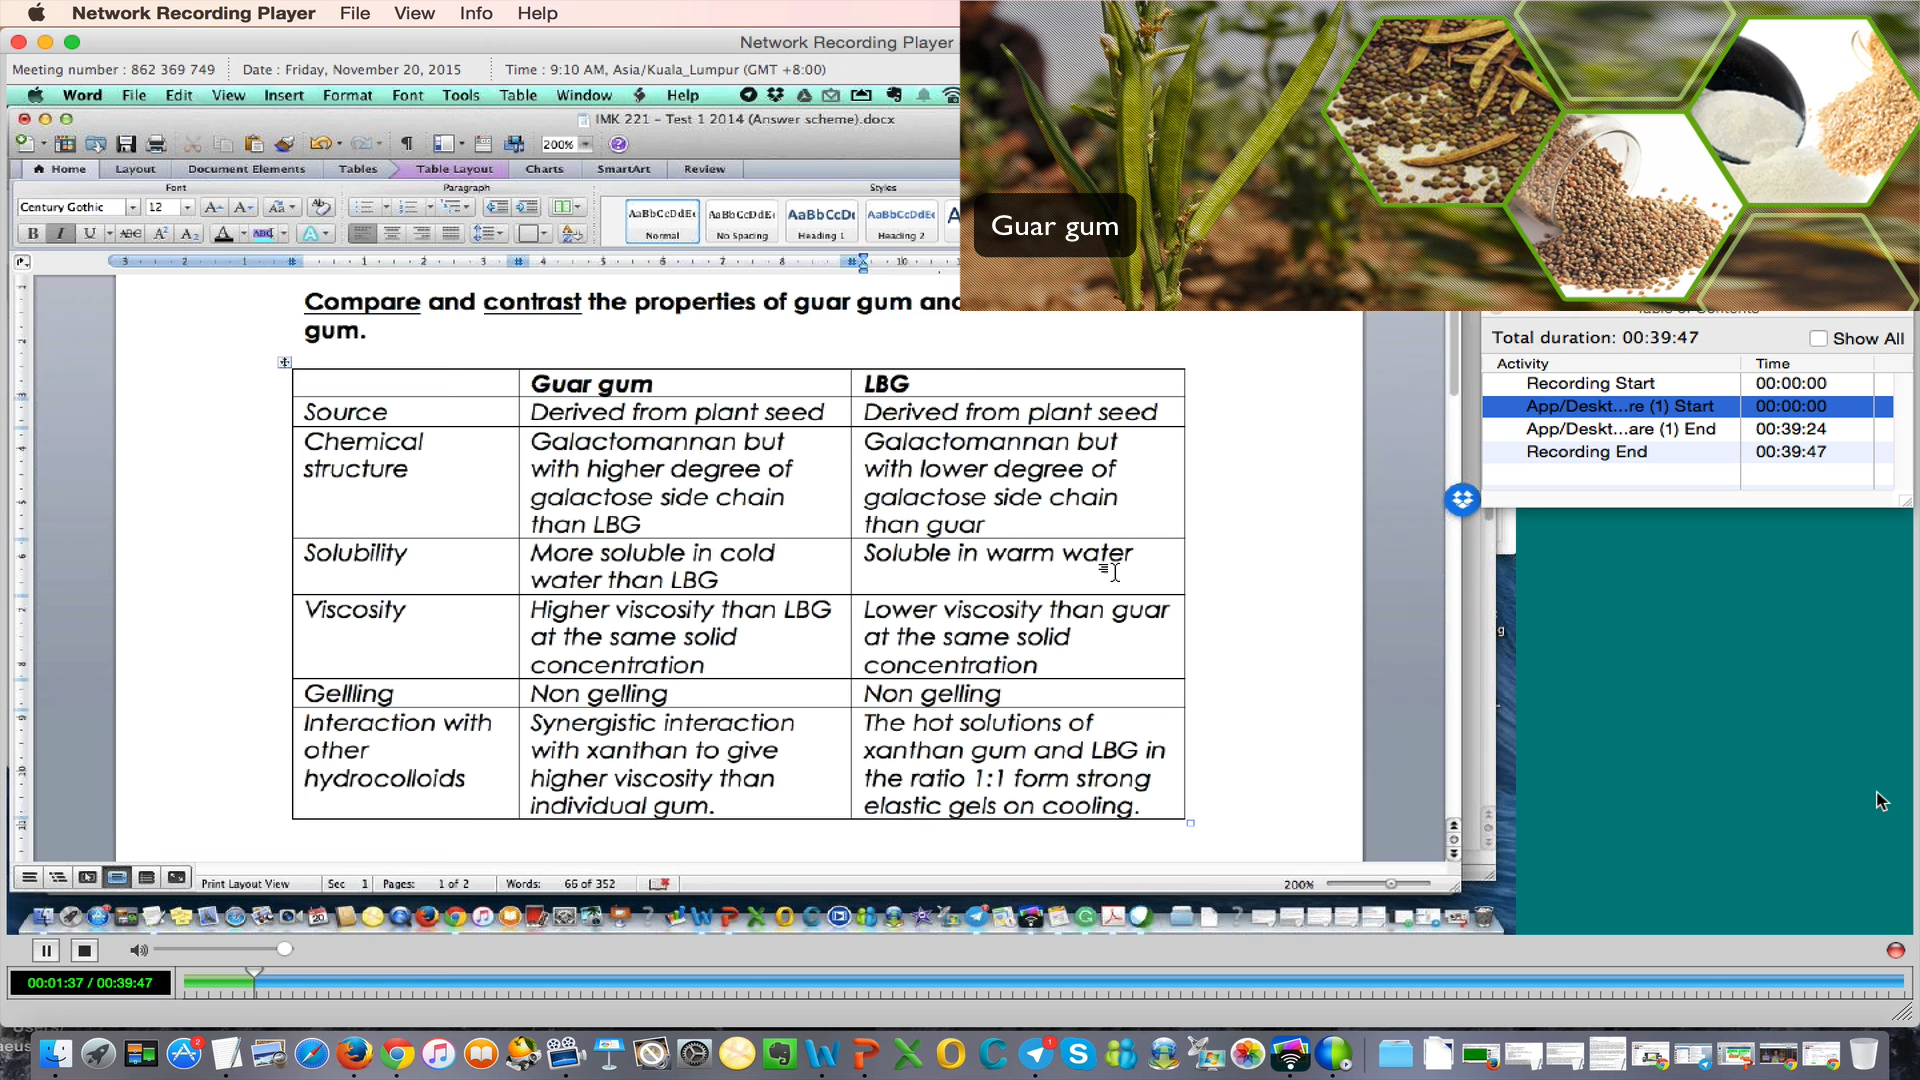 Network Recording Player File View Info Help
Network Recording Player
Meeting number : 862 369 749 Date : Friday, November 20, 2015 Time : 9:10 AM, Asia/Kuala_Lumpur (GMT +8:00)
Word File Edit View Insert Format Font Tools Table Window Help
IMK 221 - Test 1 2014 (Answer scheme).docx
200%
Home Layout Document Elements Tables Table Layout Charts SmartArt Review
Font Paragraph Styles
Century Gothic 12
AaBbCcDdEe AaBbCcDdEe AaBbCcDd AaBbCcDdEe
Normal No Spacing Heading 1 Heading 2
B I U ABC
Guar gum
Compare and contrast the properties of guar gum and
gum.
Guar gum LBG
Source Derived from plant seed Derived from plant seed
Chemical structure
Galactomannan but
with higher degree of
galactose side chain
than LBG
Galactomannan but
with lower degree of
galactose side chain
than guar
Solubility
More soluble in cold
water than LBG
Soluble in warm water
Viscosity
Higher viscosity than LBG
at the same solid
concentration
Lower viscosity than guar
at the same solid
concentration
Gellling Non gelling Non gelling
Interaction with
other
hydrocolloids
Synergistic interaction
with xanthan to give
higher viscosity than
individual gum.
The hot solutions of
xanthan gum and LBG in
the ratio 1:1 form strong
elastic gels on cooling.
Total duration: 00:39:47 Show All
Activity Time
Recording Start 00:00:00
App/Deskt...re (1) Start 00:00:00
App/Deskt...are (1) End 00:39:24
Recording End 00:39:47
Print Layout View Sec 1 Pages: 1 of 2 Words: 66 of 352 200%
00:01:37 / 00:39:47